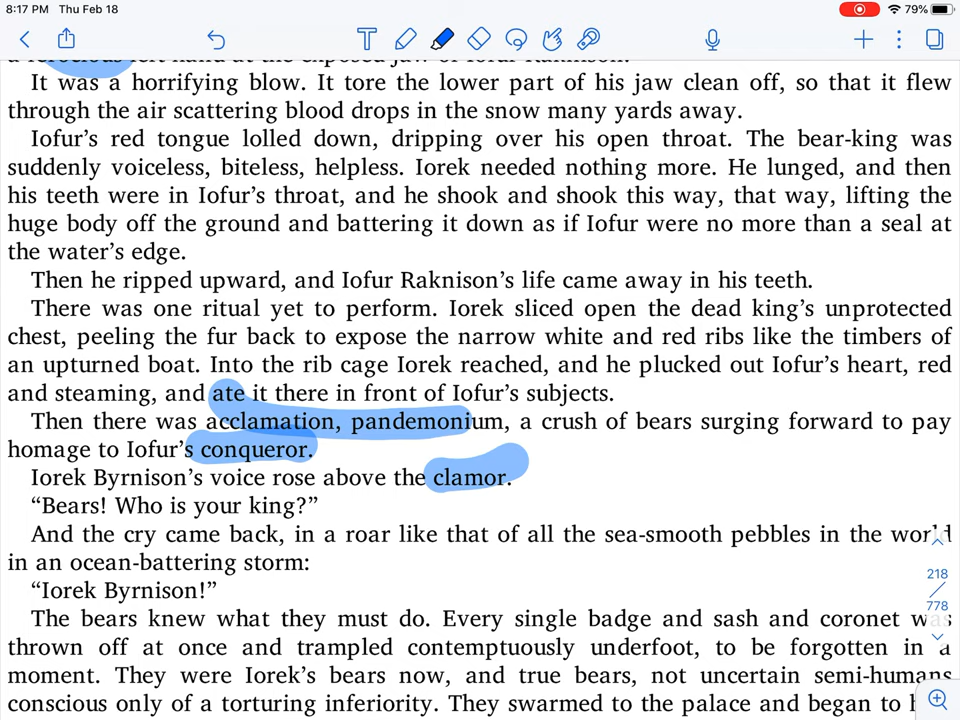 8:17 PM Thu Feb 18
79%
a ferocious left hand at the exposed jaw of Iofur Raknison.
It was a horrifying blow. It tore the lower part of his jaw clean off, so that it flew
through the air scattering blood drops in the snow many yards away.
Iofur’s red tongue lolled down, dripping over his open throat. The bear-king was
suddenly voiceless, biteless, helpless. Iorek needed nothing more. He lunged, and then
his teeth were in Iofur’s throat, and he shook and shook this way, that way, lifting the
huge body off the ground and battering it down as if Iofur were no more than a seal at
the water’s edge.
Then he ripped upward, and Iofur Raknison’s life came away in his teeth.
There was one ritual yet to perform. Iorek sliced open the dead king’s unprotected
chest, peeling the fur back to expose the narrow white and red ribs like the timbers of
an upturned boat. Into the rib cage Iorek reached, and he plucked out Iofur’s heart, red
and steaming, and ate it there in front of Iofur’s subjects.
Then there was acclamation, pandemonium, a crush of bears surging forward to pay
homage to Iofur’s conqueror.
Iorek Byrnison’s voice rose above the clamor.
“Bears! Who is your king?”
And the cry came back, in a roar like that of all the sea-smooth pebbles in the world
in an ocean-battering storm:
“Iorek Byrnison!”
The bears knew what they must do. Every single badge and sash and coronet was
thrown off at once and trampled contemptuously underfoot, to be forgotten in a
moment. They were Iorek’s bears now, and true bears, not uncertain semi-humans
conscious only of a torturing inferiority. They swarmed to the palace and began to
218
/
778